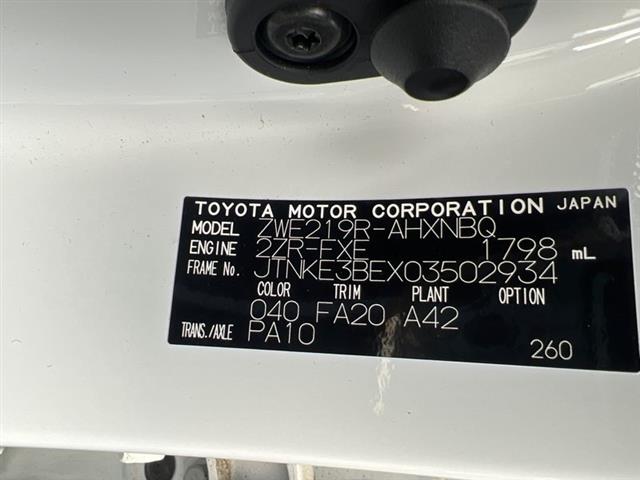 TOYOTA MOTOR CORPORATION JAPAN
MODEL ZWE219R-AHXNBQ
ENGINE 2ZR-FXE 1798 mL
FRAME No. JTNKE3BEX03502934
COLOR TRIM PLANT OPTION
040 FA20 A42
TRANS./AXLE PA10
260